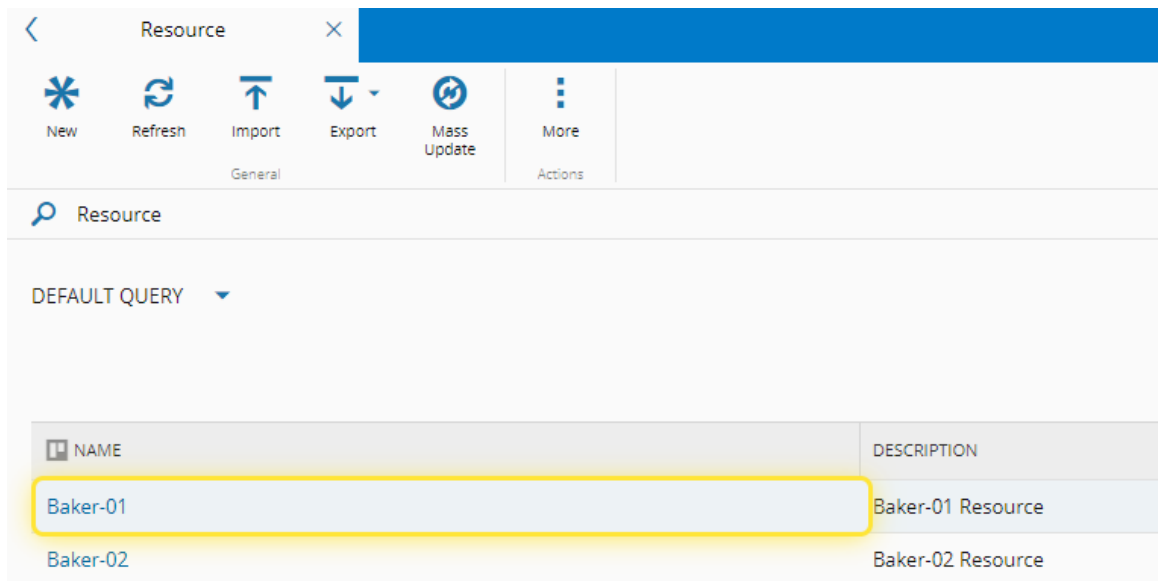 Resource
New Refresh Import Export Mass Update More
General Actions
Resource
DEFAULT QUERY
NAME DESCRIPTION
Baker-01 Baker-01 Resource
Baker-02 Baker-02 Resource